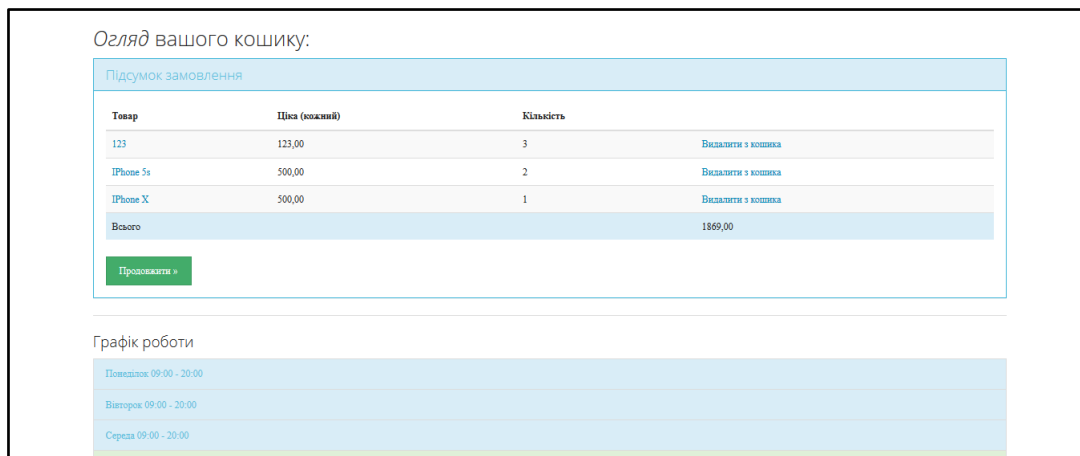 Огляд вашого кошику:
Підсумок замовлення
Товар Ціка (кожний) Кількість
123 123,00 3 Видалити з кошика
IPhone 5s 500,00 2 Видалити з кошика
IPhone X 500,00 1 Видалити з кошика
Всього 1869,00
Продовжити »
Графік роботи
Поведілок 09:00 - 20:00
Вівторок 09:00 - 20:00
Середа 09:00 - 20:00